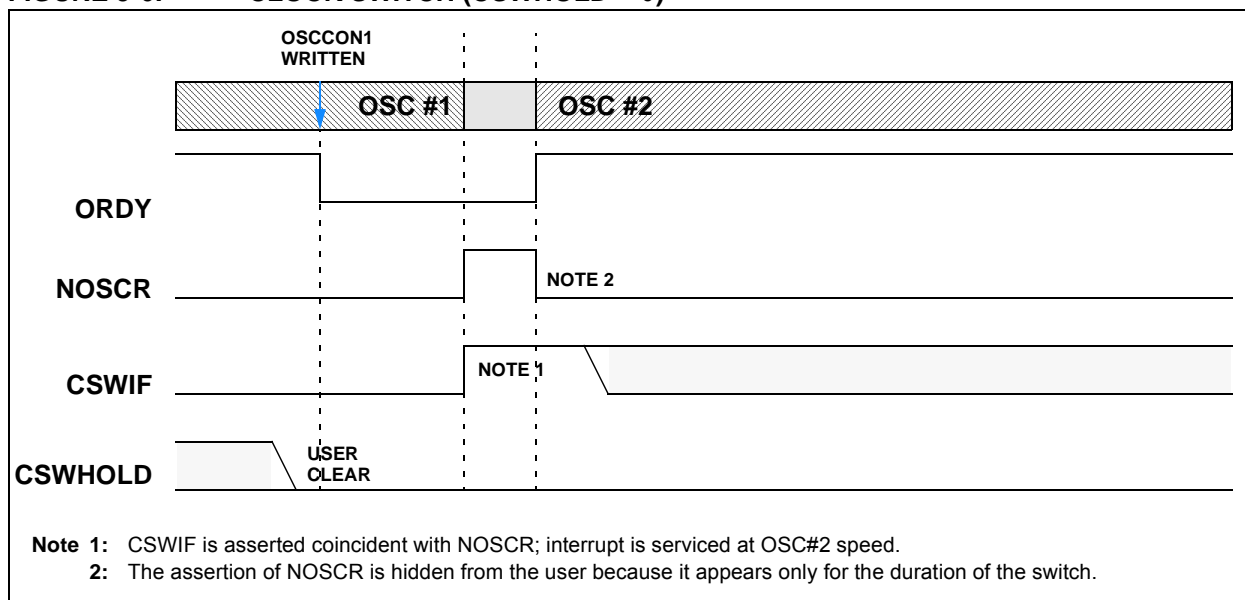 OSCCON1
WRITTEN
OSC #1
OSC #2
ORDY
NOSCR
NOTE 2
CSWIF
NOTE 1
CSWHOLD
USER
CLEAR
Note 1: CSWIF is asserted coincident with NOSCR; interrupt is serviced at OSC#2 speed.
2: The assertion of NOSCR is hidden from the user because it appears only for the duration of the switch.